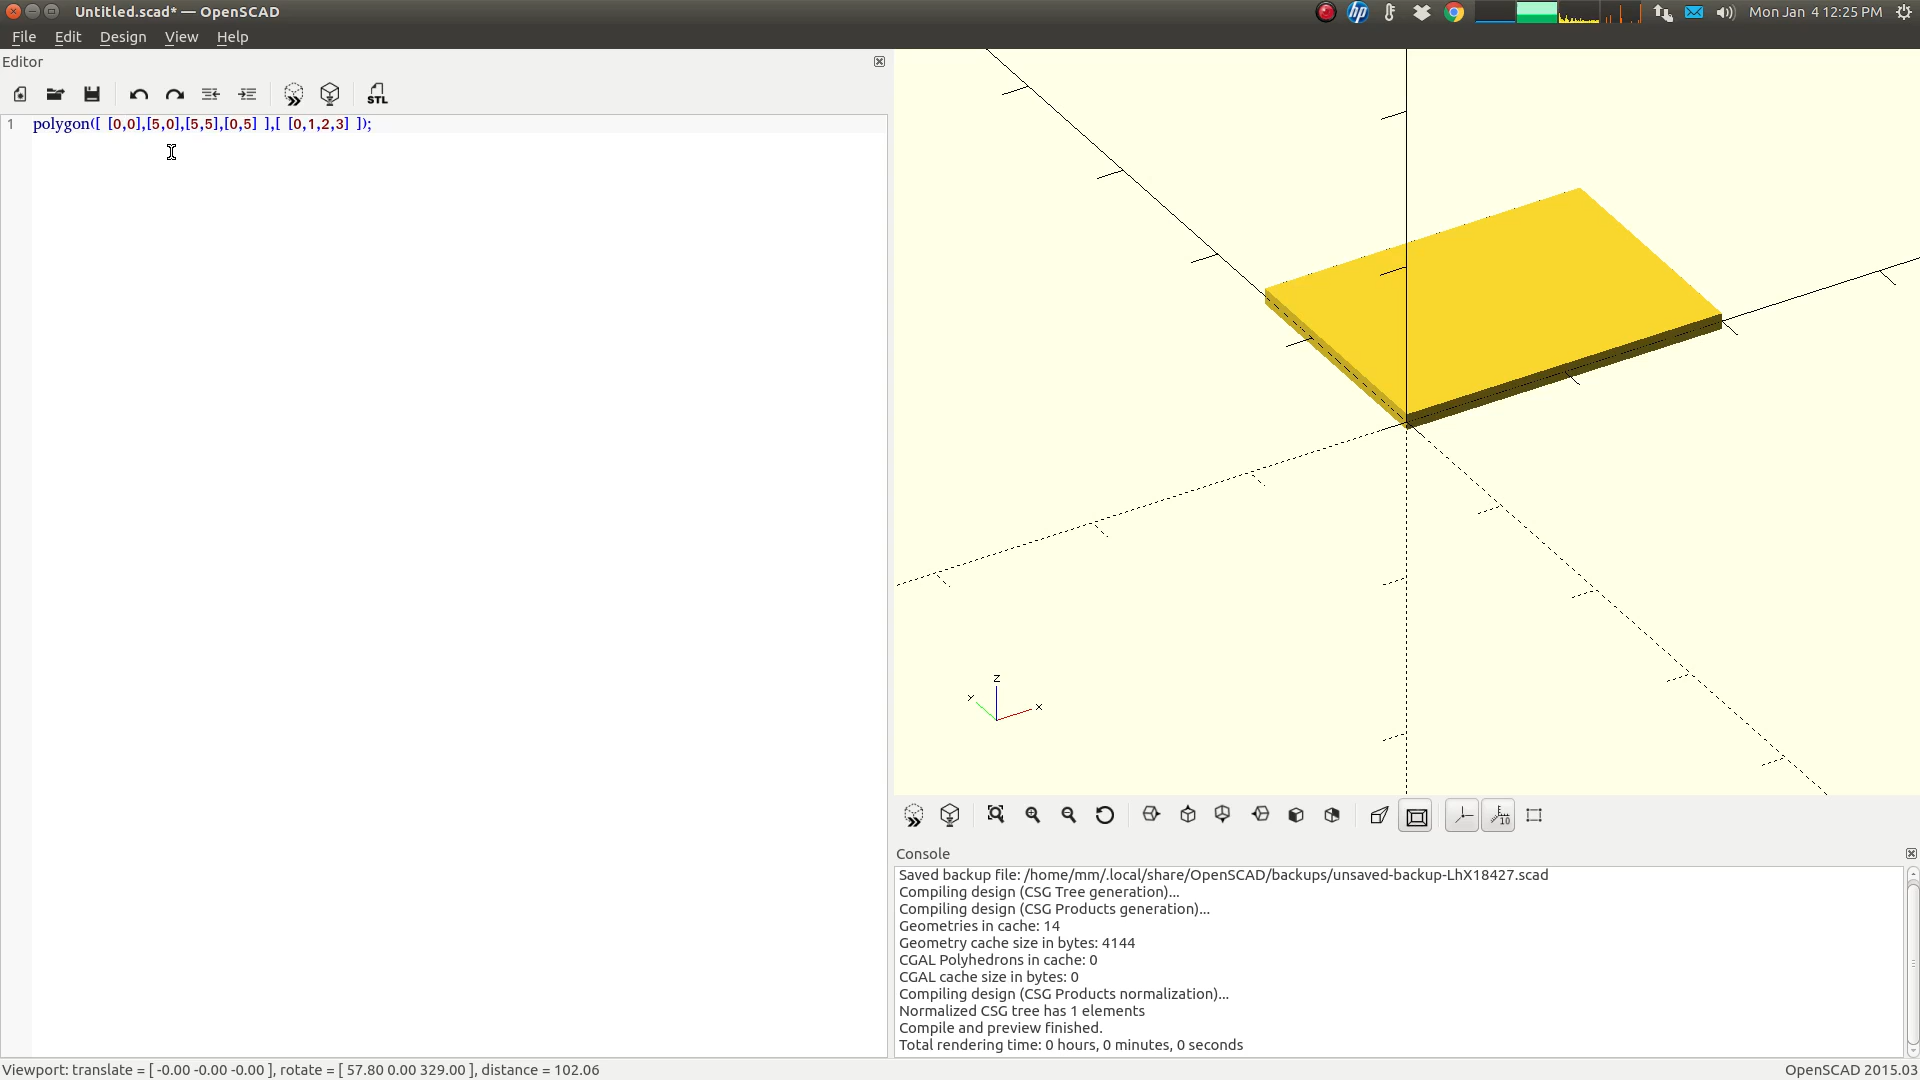 Untitled.scad* — OpenSCAD
Mon Jan 4 12:25 PM
File Edit Design View Help
Editor
STL
1 polygon([ [0,0],[5,0],[5,5],[0,5] ],[ [0,1,2,3] ]);
z
y
x
10
Console
Saved backup file: /home/mm/.local/share/OpenSCAD/backups/unsaved-backup-LhX18427.scad
Compiling design (CSG Tree generation)...
Compiling design (CSG Products generation)...
Geometries in cache: 14
Geometry cache size in bytes: 4144
CGAL Polyhedrons in cache: 0
CGAL cache size in bytes: 0
Compiling design (CSG Products normalization)...
Normalized CSG tree has 1 elements
Compile and preview finished.
Total rendering time: 0 hours, 0 minutes, 0 seconds
Viewport: translate = [ -0.00 -0.00 -0.00 ], rotate = [ 57.80 0.00 329.00 ], distance = 102.06
OpenSCAD 2015.03